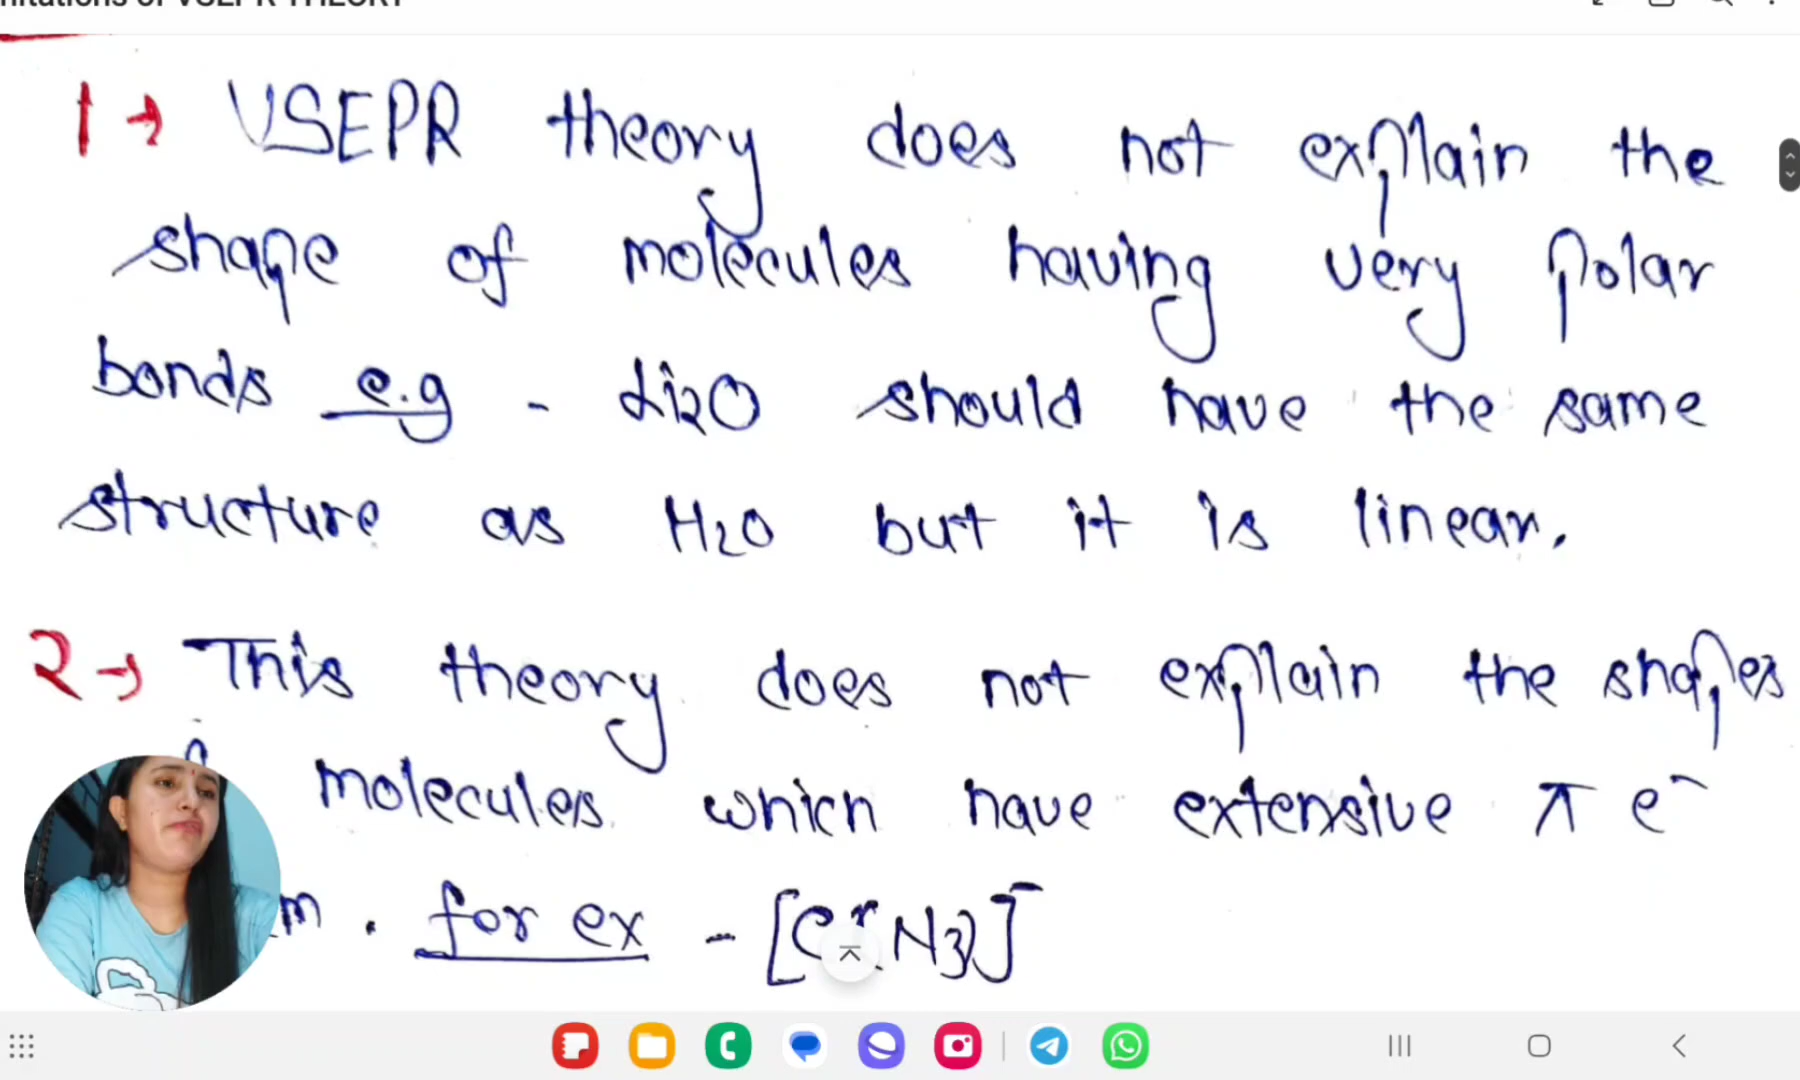 VSEPR THEORY
1→ VSEPR theory does not explain the
shape of molecules having very polar
bonds e.g - Li2O should have the same
structure as H2O but it is linear.
2→ This theory does not explain the shapes
molecules which have extensive π e⁻
for ex -